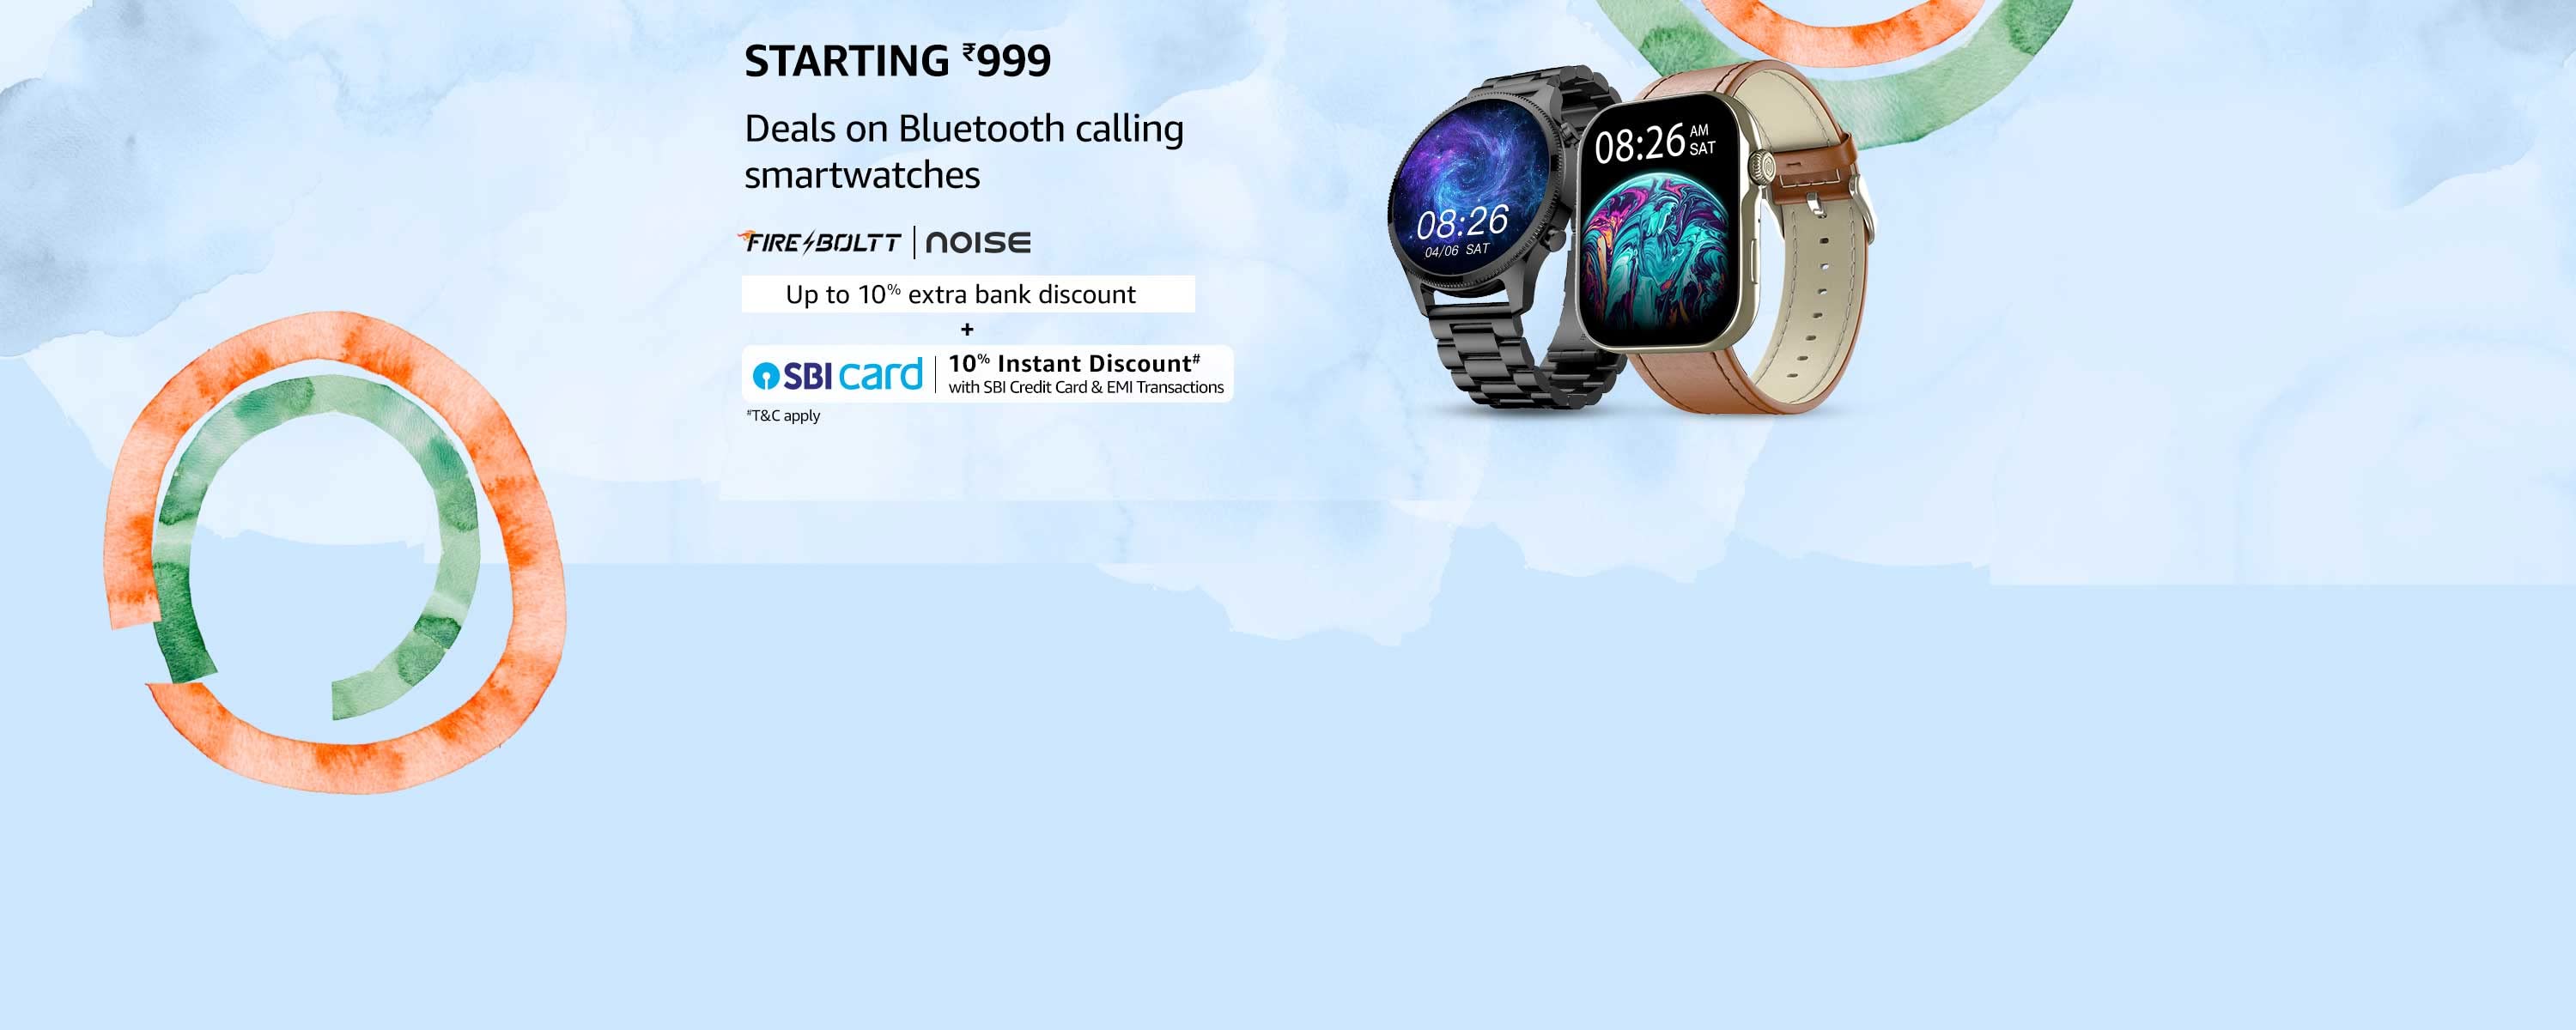 STARTING ₹999
Deals on Bluetooth calling
smartwatches
FIRE BOLTT | NOISE
Up to 10% extra bank discount
+
SBI card | 10% Instant Discount#
with SBI Credit Card & EMI Transactions
#T&C apply
08:26
04/06 SAT
08:26 AM
SAT